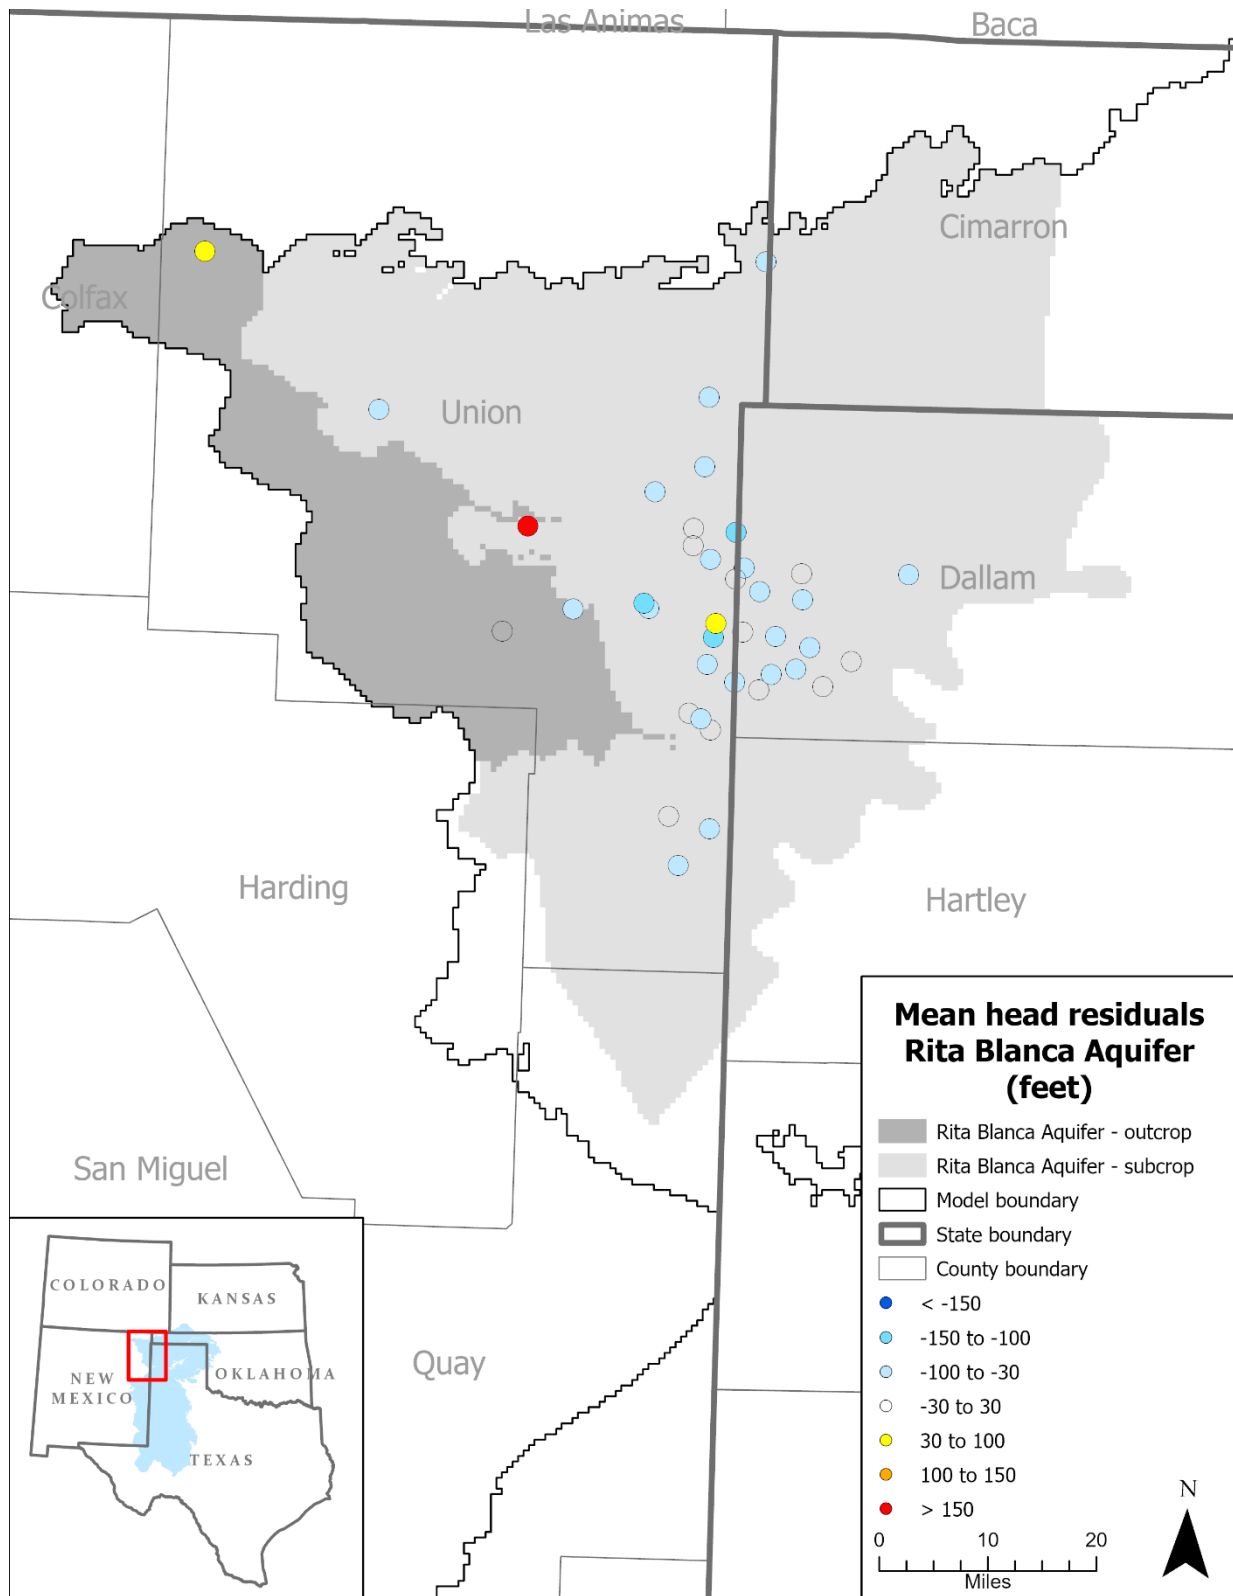 Las Animas
Baca
Cimarron
Colfax
Union
Dallam
Harding
Hartley
San Miguel
Quay
Mean head residuals
Rita Blanca Aquifer
(feet)
Rita Blanca Aquifer - outcrop
Rita Blanca Aquifer - subcrop
Model boundary
State boundary
County boundary
< -150
-150 to -100
-100 to -30
-30 to 30
30 to 100
100 to 150
> 150
0 10 20
Miles
N
COLORADO
KANSAS
NEW
MEXICO
OKLAHOMA
TEXAS